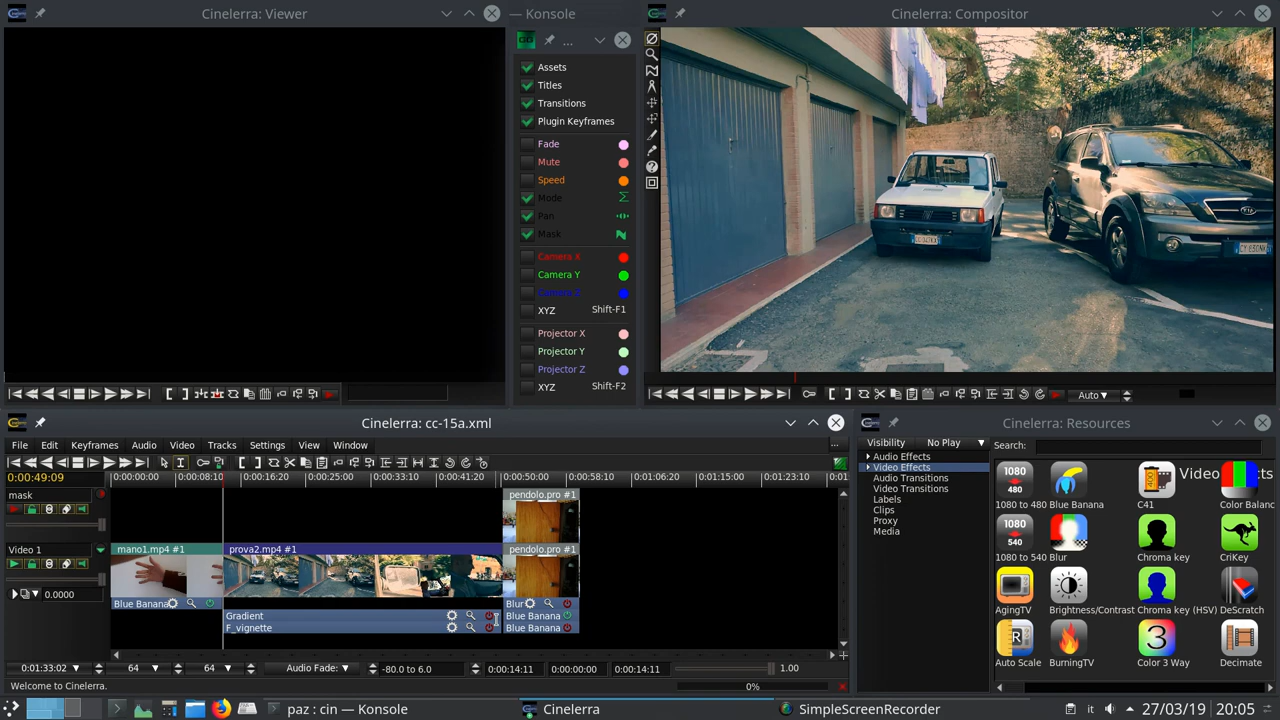 Cinelerra: Viewer
— Konsole
Cinelerra: Compositor
...
Assets
Titles
Transitions
Plugin Keyframes
Fade
Mute
Speed
Mode
Pan
Mask
Camera X
Camera Y
Camera Z
XYZ Shift-F1
Projector X
Projector Y
Projector Z
XYZ Shift-F2
Auto
Cinelerra: cc-15a.xml
File Edit Keyframes Audio Video Tracks Settings View Window ...
0:00:49:09
0:00:00:00 0:00:08:10 0:00:16:20 0:00:25:00 0:00:33:10 0:00:41:20 0:00:50:00 0:00:58:10 0:01:06:20 0:01:15:00 0:01:23:10
mask
pendolo.pro #1
Video 1
mano1.mp4 #1
prova2.mp4 #1
pendolo.pro #1
0.0000
Blue Banana
Blur
Gradient
Blue Banana
F_vignette
Blue Banana
0:01:33:02 64 64 Audio Fade: -80.0 to 6.0 0:00:14:11 0:00:00:00 0:00:14:11 1.00
Welcome to Cinelerra.
0%
Cinelerra: Resources
Visibility No Play Search:
Audio Effects
Video Effects
Audio Transitions
Video Transitions
Labels
Clips
Proxy
Media
Video
1080 to 480 Blue Banana C41 Color Balanc
1080 to 540 Blur Chroma key CriKey
AgingTV Brightness/Contrast Chroma key (HSV) DeScratch
Auto Scale BurningTV Color 3 Way Decimate
paz : cin — Konsole
Cinelerra
SimpleScreenRecorder
it
27/03/19
20:05